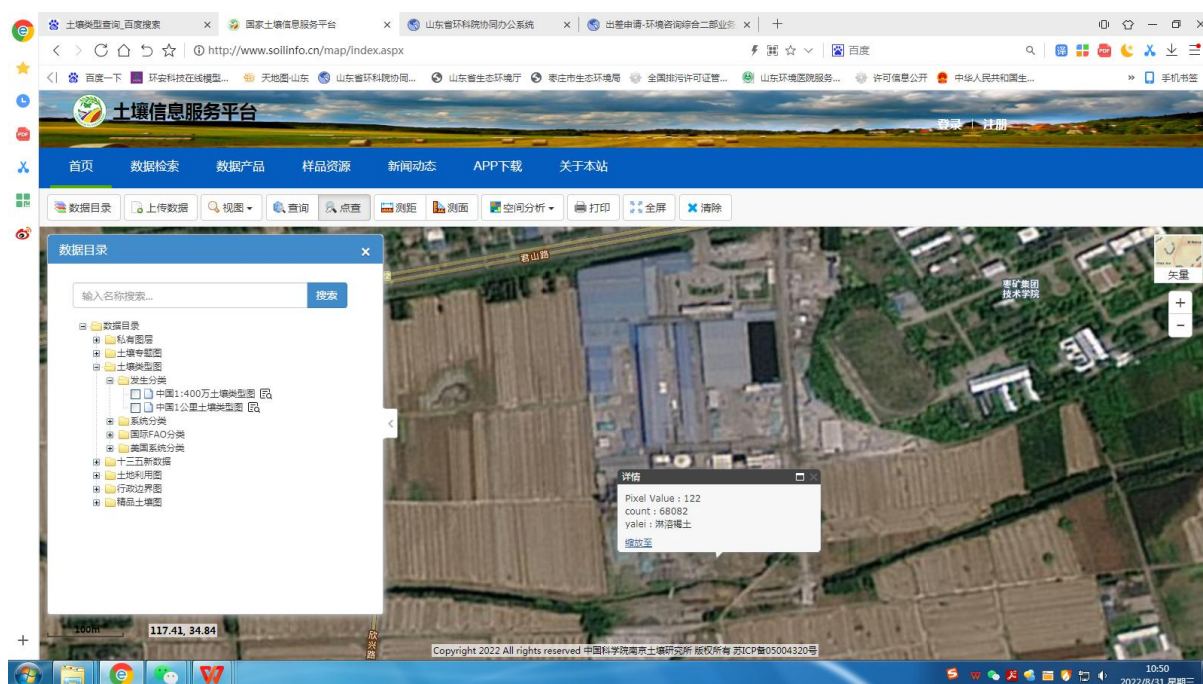 土壤类型查询_百度搜索
国家土壤信息服务平台
山东省环科院协同办公系统
出差申请-环境咨询综合二部业务
http://www.soilinfo.cn/map/index.aspx
百度
百度一下
环安科技在线模型...
天地图·山东
山东省环科院协同...
山东省生态环境厅
枣庄市生态环境局
全国排污许可证管...
山东环境医院服务...
许可信息公开
中华人民共和国生...
手机书签
土壤信息服务平台
登录 | 注册
首页 数据检索 数据产品 样品资源 新闻动态 APP下载 关于本站
数据目录 上传数据 视图 查询 点查 测距 测面 空间分析 打印 全屏 清除
数据目录
君山路
枣矿集团
技术学院
矢量
输入名称搜索... 搜索
数据目录
私有图层
土壤专题图
土壤类型图
发生分类
中国1:400万土壤类型图
中国1公里土壤类型图
系统分类
国际FAO分类
美国系统分类
十三五新数据
土地利用图
行政边界图
精品土壤图
详情
Pixel Value : 122
count : 68082
yalei : 淋溶褐土
缩放至
100m
117.41, 34.84
欣兴路
Copyright 2022 All rights reserved 中国科学院南京土壤研究所 版权所有 苏ICP备05004320号
10:50
2022/8/31 星期三